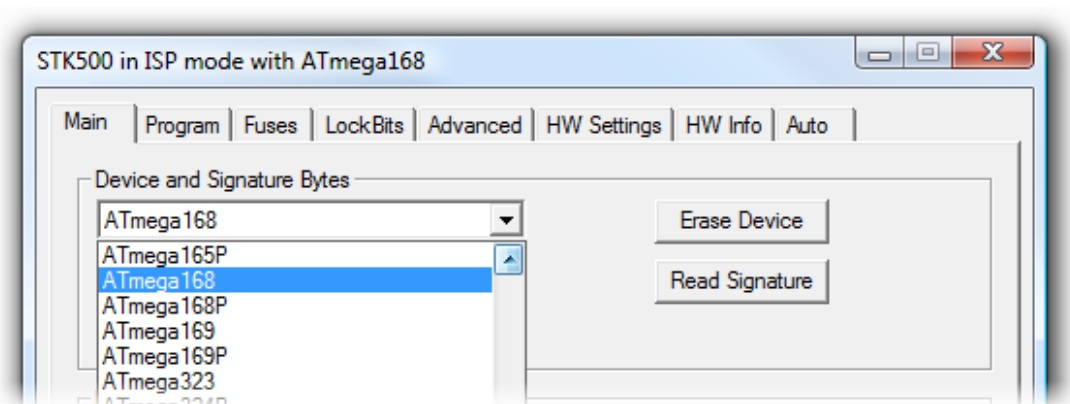 STK500 in ISP mode with ATmega168
Main Program Fuses LockBits Advanced HW Settings HW Info Auto
Device and Signature Bytes
ATmega168 Erase Device
ATmega165P
ATmega168 Read Signature
ATmega168P
ATmega169
ATmega169P
ATmega323